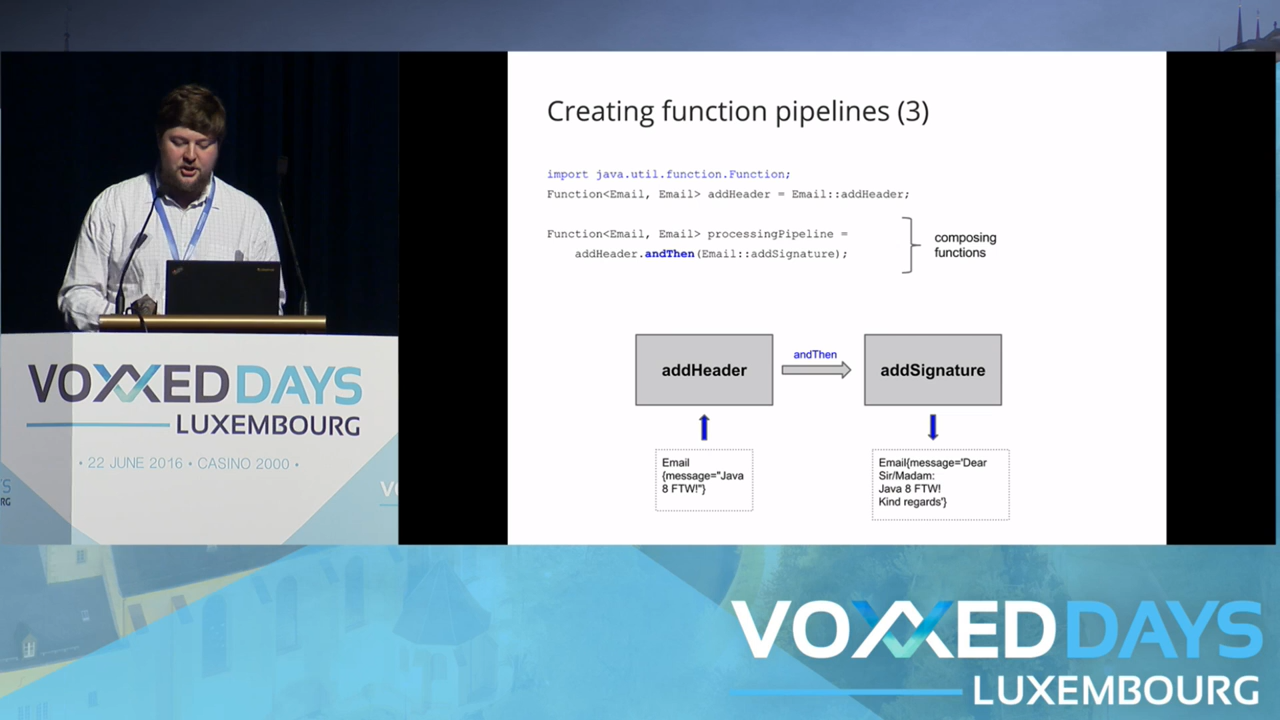 Creating function pipelines (3)
import java.util.function.Function;
Function<Email, Email> addHeader = Email::addHeader;
Function<Email, Email> processingPipeline =
addHeader.andThen(Email::addSignature);
composing
functions
addHeader
andThen
addSignature
Email
{message="Java
8 FTW!"}
Email{message='Dear
Sir/Madam:
Java 8 FTW!
Kind regards'}
VOXXED DAYS
LUXEMBOURG
• 22 JUNE 2016 • CASINO 2000 •
VOXXED DAYS
LUXEMBOURG